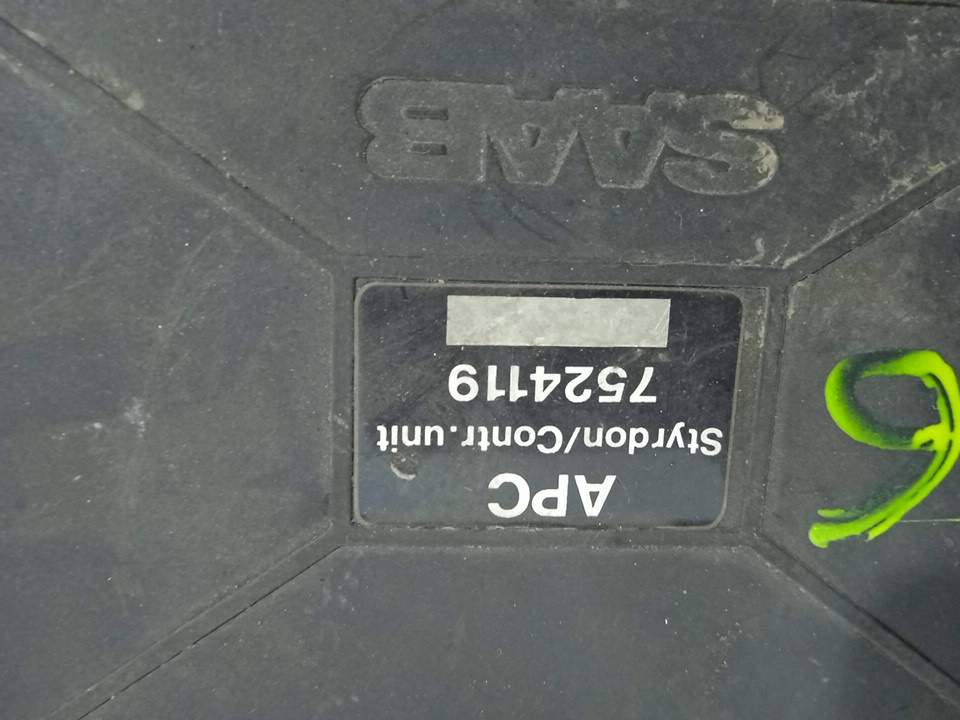 APC
Styrdon/Contr.unit
7524119
SAAB